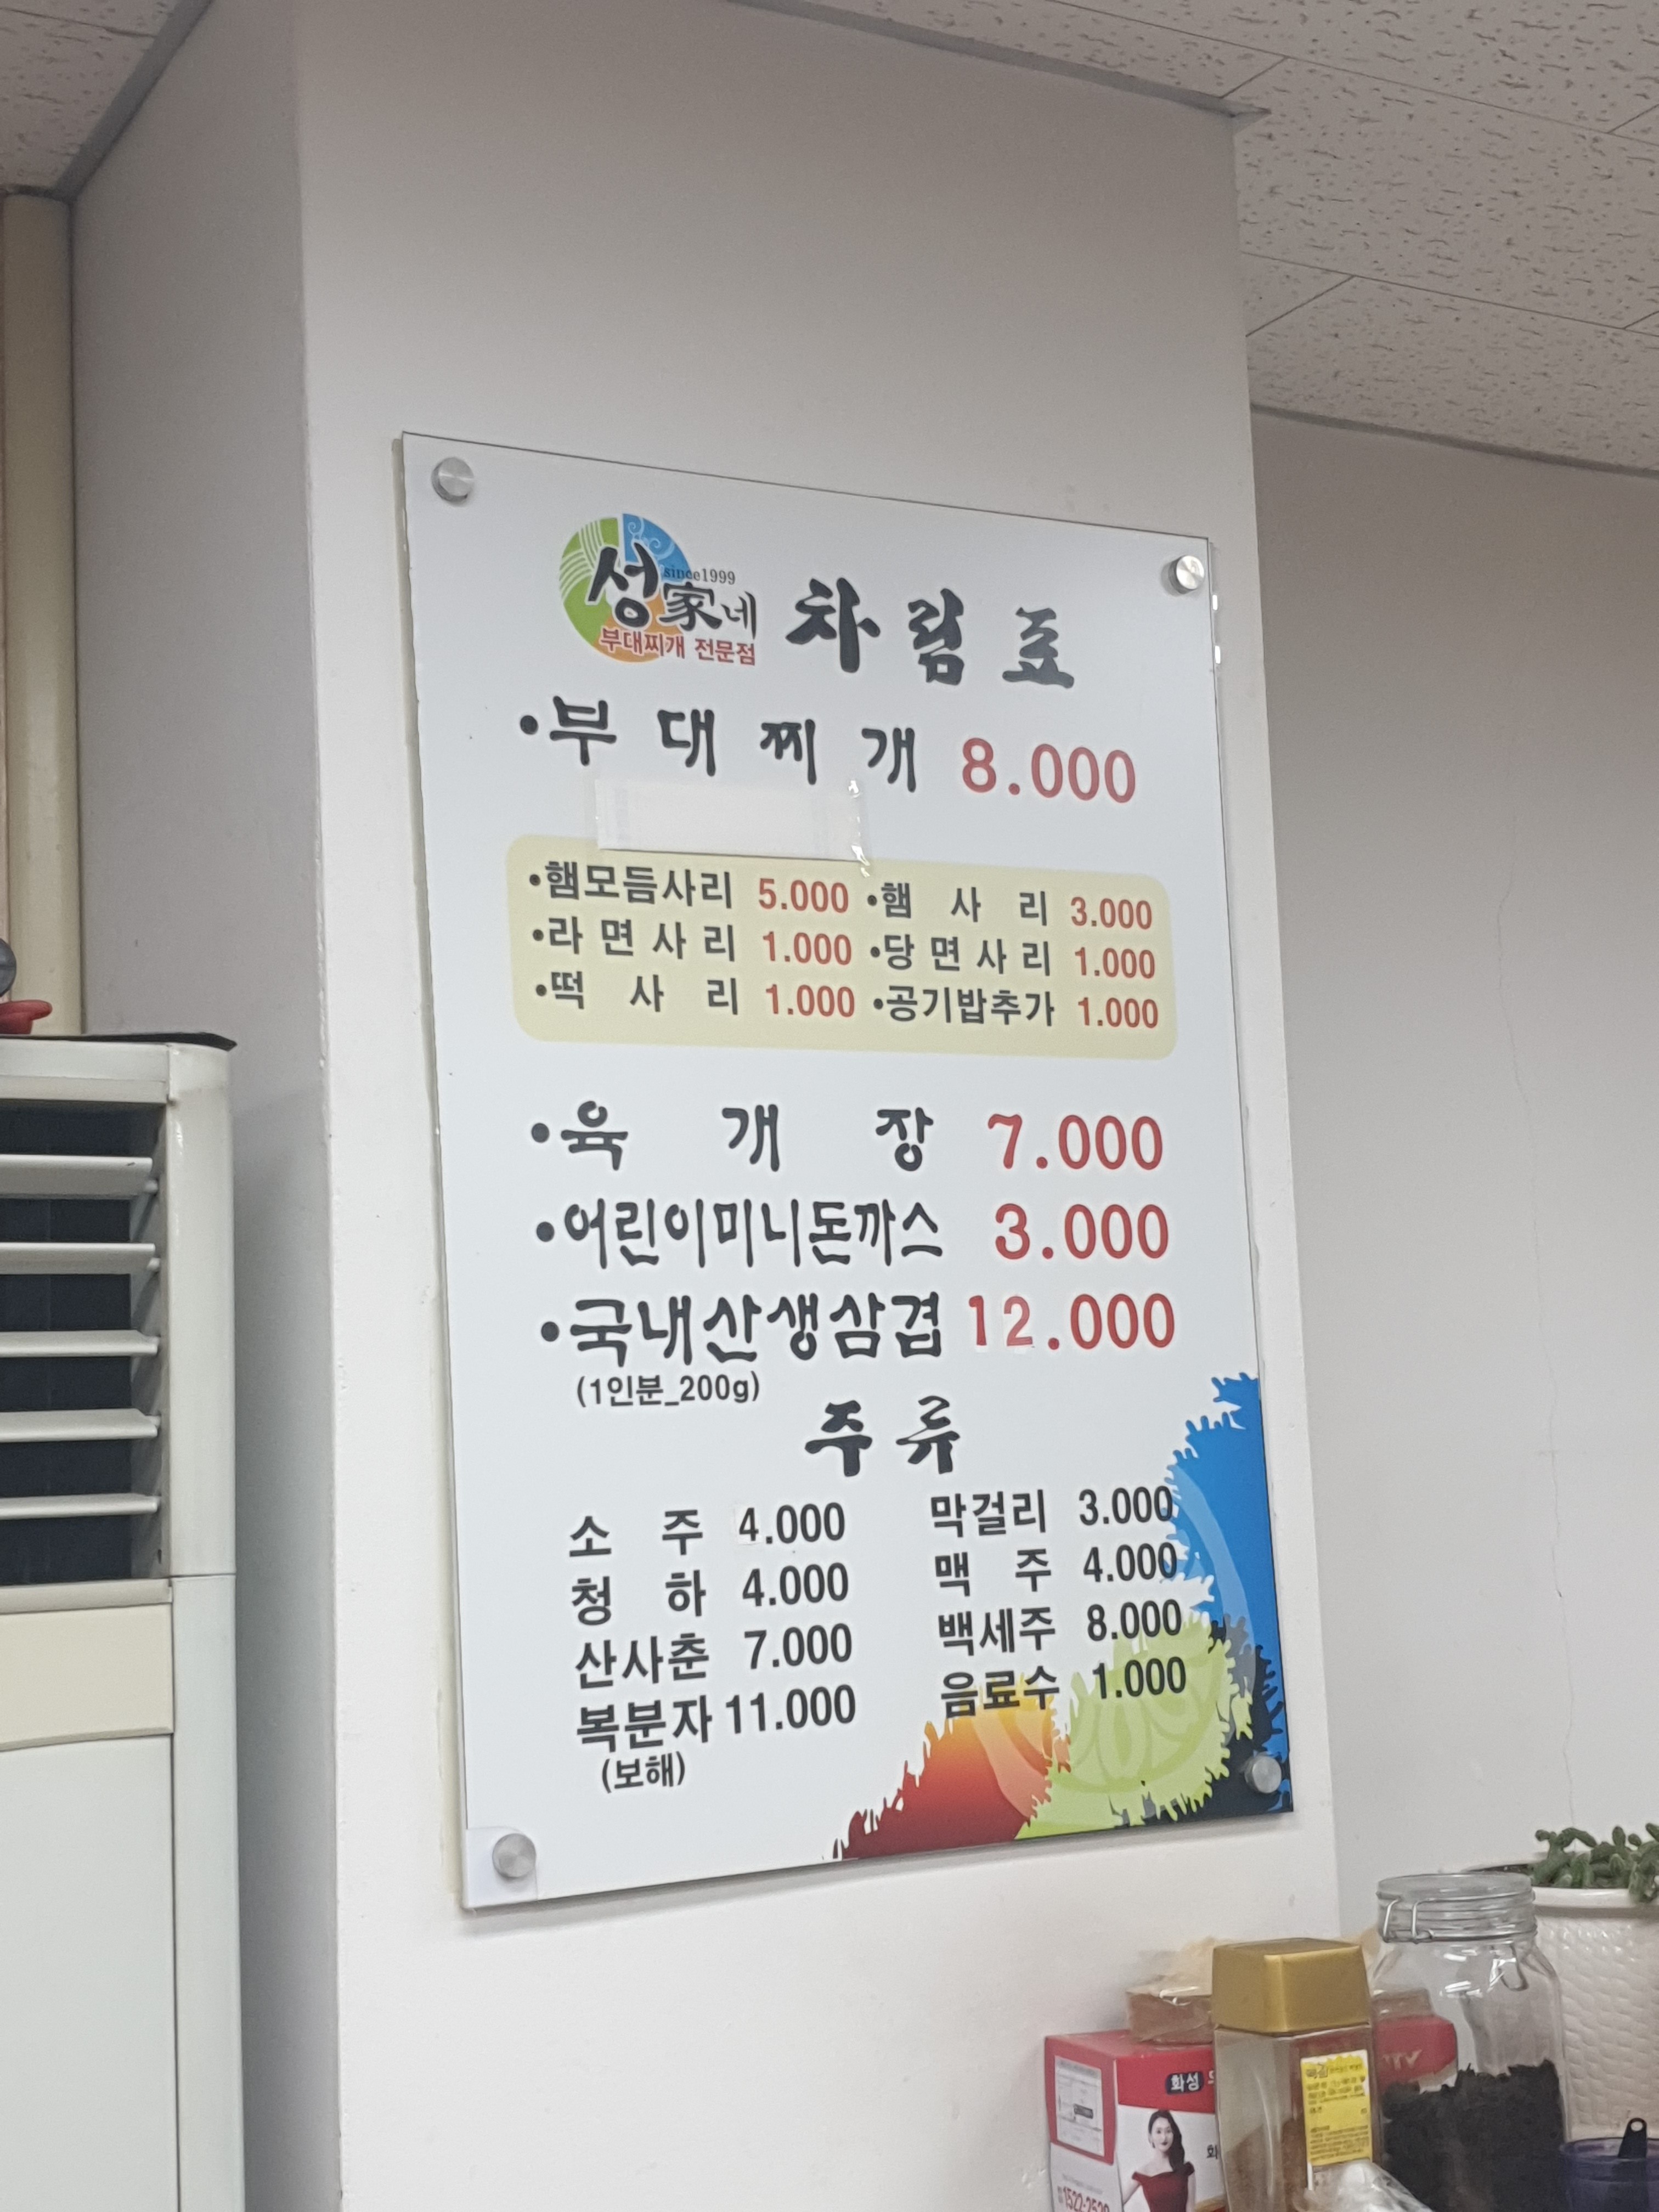 since1999
성家네
부대찌개 전문점
차림표
•부대찌개 8.000
•햄모듬사리 5.000 •햄사리 3.000
•라면사리 1.000 •당면사리 1.000
•떡사리 1.000 •공기밥추가 1.000
•육개장 7.000
•어린이미니돈까스 3.000
•국내산생삼겹 12.000
(1인분_200g)
주류
소주 4.000 막걸리 3.000
청하 4.000 맥주 4.000
산사춘 7.000 백세주 8.000
복분자 11.000 음료수 1.000
(보해)
화성